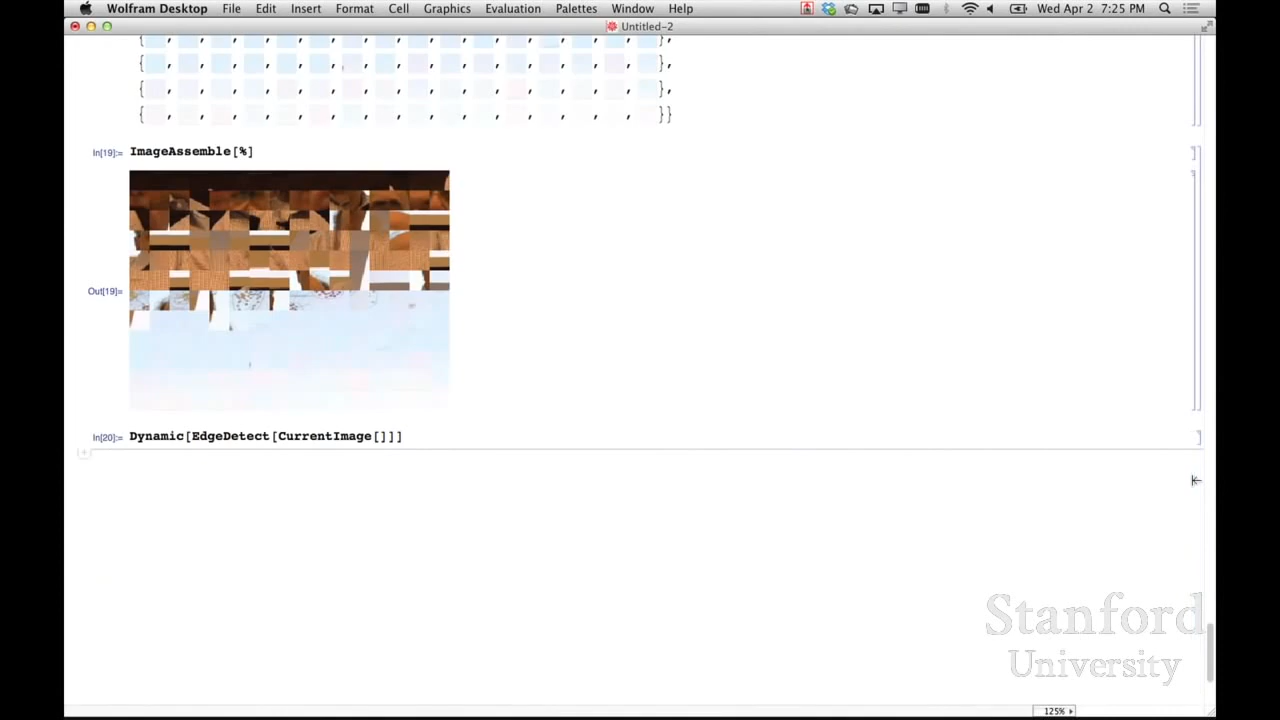 Wolfram Desktop File Edit Insert Format Cell Graphics Evaluation Palettes Window Help Wed Apr 2 7:25 PM
Untitled-2
{ , , , , , , , , , , , , , , , },
{ , , , , , , , , , , , , , , , },
{ , , , , , , , , , , , , , , , },
{ , , , , , , , , , , , , , , , }}
In[19]:= ImageAssemble[%]
Out[19]=
In[20]:= Dynamic[EdgeDetect[CurrentImage[]]]
Stanford
University
125%